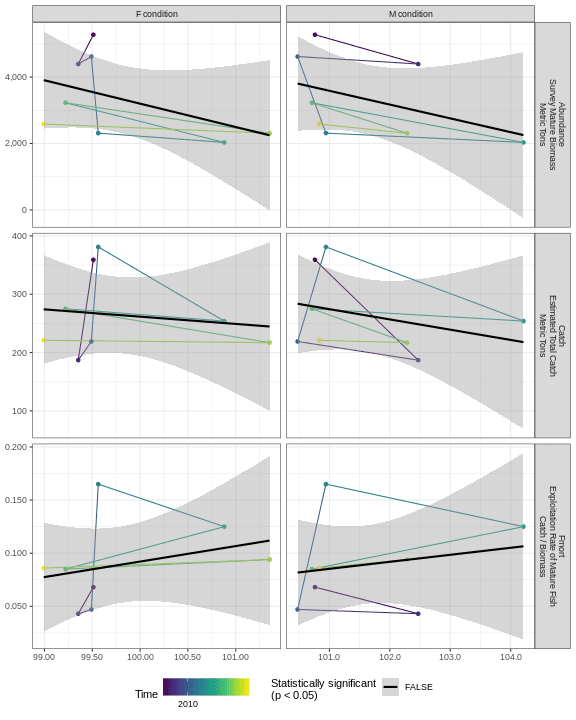 F condition
M condition
4,000
2,000
0
Abundance
Survey Mature Biomass
Metric Tons
400
300
200
100
Catch
Estimated Total Catch
Metric Tons
0.200
0.150
0.100
0.050
Fmort
Exploitation Rate of Mature Fish
Catch / Biomass
99.00
99.50
100.00
100.50
101.00
101.0
102.0
103.0
104.0
Time
2010
Statistically significant
(p < 0.05)
FALSE